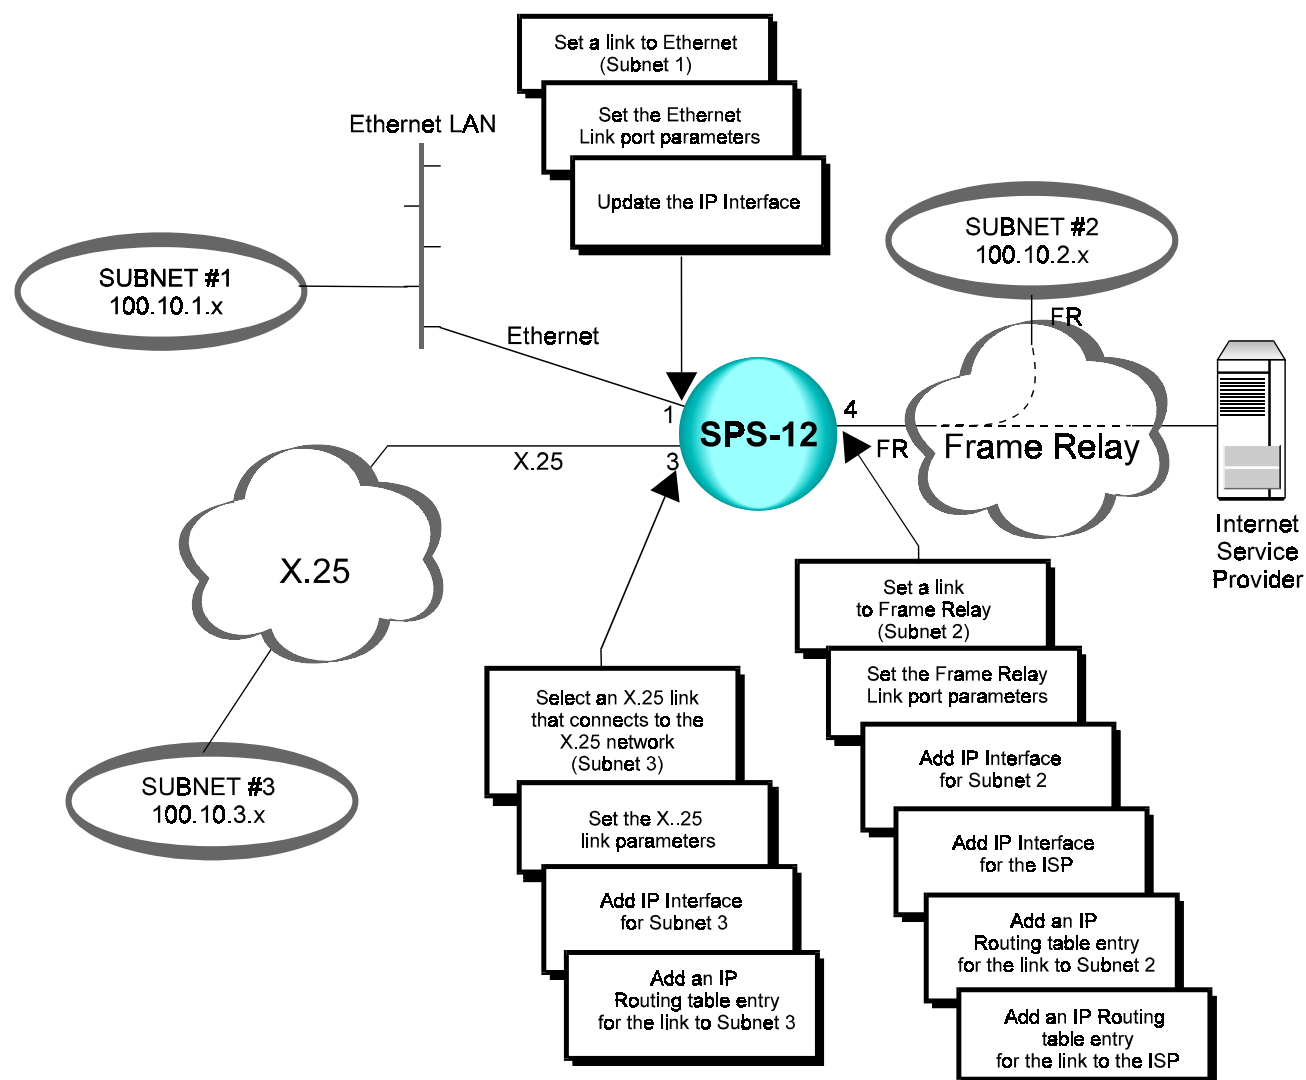 Set a link to Ethernet
(Subnet 1)
Set the Ethernet
Link port parameters
Update the IP Interface
Ethernet LAN
SUBNET #1
100.10.1.x
Ethernet
SUBNET #2
100.10.2.x
FR
1
SPS-12
4
FR
Frame Relay
Internet
Service
Provider
X.25
3
X.25
SUBNET #3
100.10.3.x
Select an X.25 link
that connects to the
X.25 network
(Subnet 3)
Set the X..25
link parameters
Add IP Interface
for Subnet 3
Add an IP
Routing table entry
for the link to Subnet 3
Set a link
to Frame Relay
(Subnet 2)
Set the Frame Relay
Link port parameters
Add IP Interface
for Subnet 2
Add IP Interface
for the ISP
Add an IP
Routing table entry
for the link to Subnet 2
Add an IP Routing
table entry
for the link to the ISP